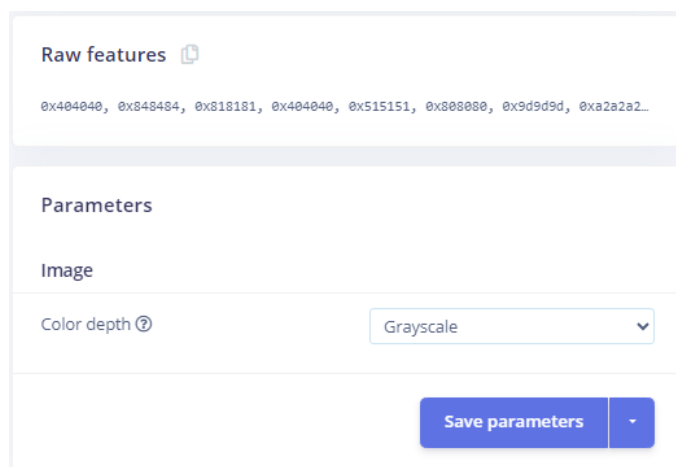 Raw features
0x404040, 0x848484, 0x818181, 0x404040, 0x515151, 0x808080, 0x9d9d9d, 0xa2a2a2…
Parameters
Image
Color depth
Grayscale
Save parameters